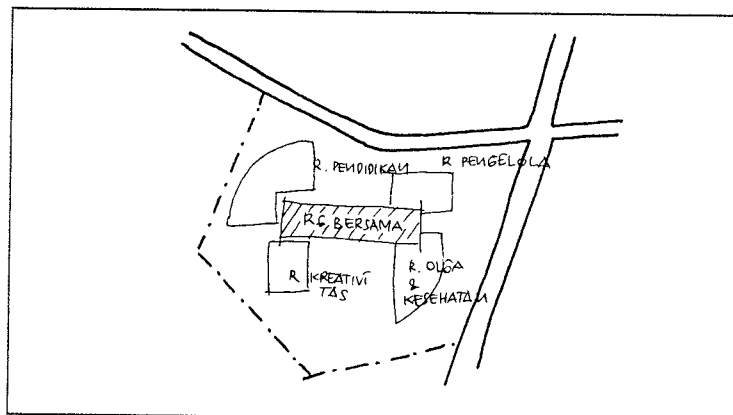 R. PENDIDIKAN
R PENGELOLA
R.G BERSAMA
R KREATIVI
TAS
R. OLGA
&
KESEHATAN